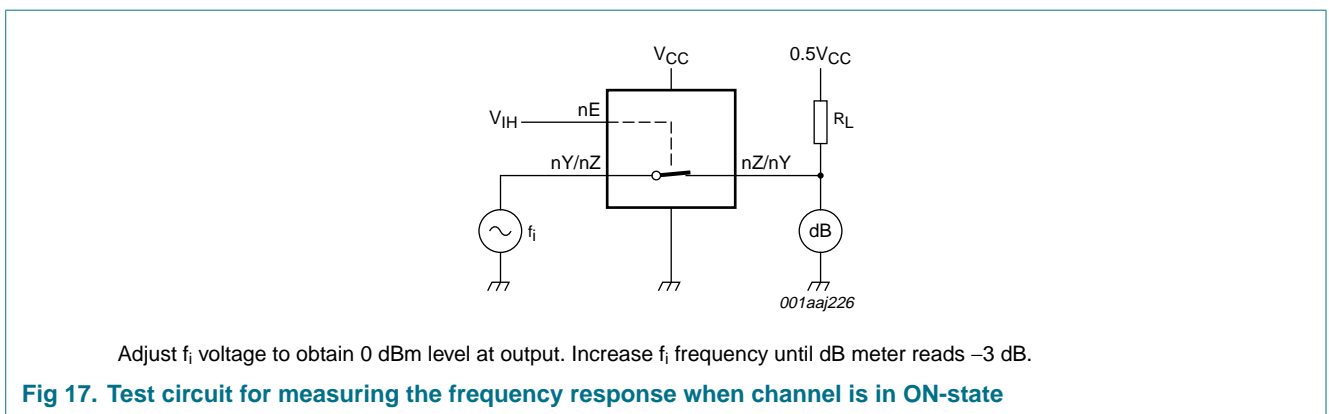 VCC
0.5VCC
VIH
nE
RL
nY/nZ
nZ/nY
fi
dB
001aaj226
Adjust fi voltage to obtain 0 dBm level at output. Increase fi frequency until dB meter reads −3 dB.
Fig 17. Test circuit for measuring the frequency response when channel is in ON-state